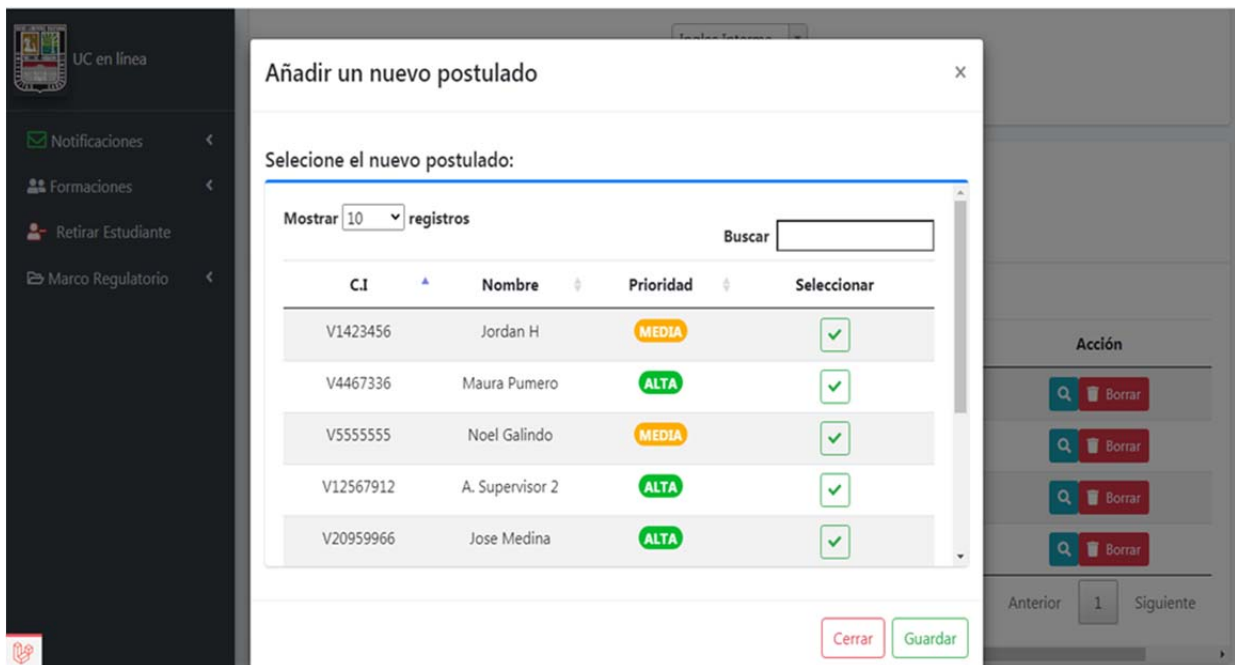 UC en línea
Notificaciones
Formaciones
Retirar Estudiante
Marco Regulatorio
Añadir un nuevo postulado
×
Selecione el nuevo postulado:
Mostrar 10 registros
Buscar
C.I Nombre Prioridad Seleccionar
V1423456 Jordan H MEDIA
V4467336 Maura Pumero ALTA
V5555555 Noel Galindo MEDIA
V12567912 A. Supervisor 2 ALTA
V20959966 Jose Medina ALTA
Cerrar Guardar
Acción
Borrar
Borrar
Borrar
Borrar
Anterior 1 Siguiente